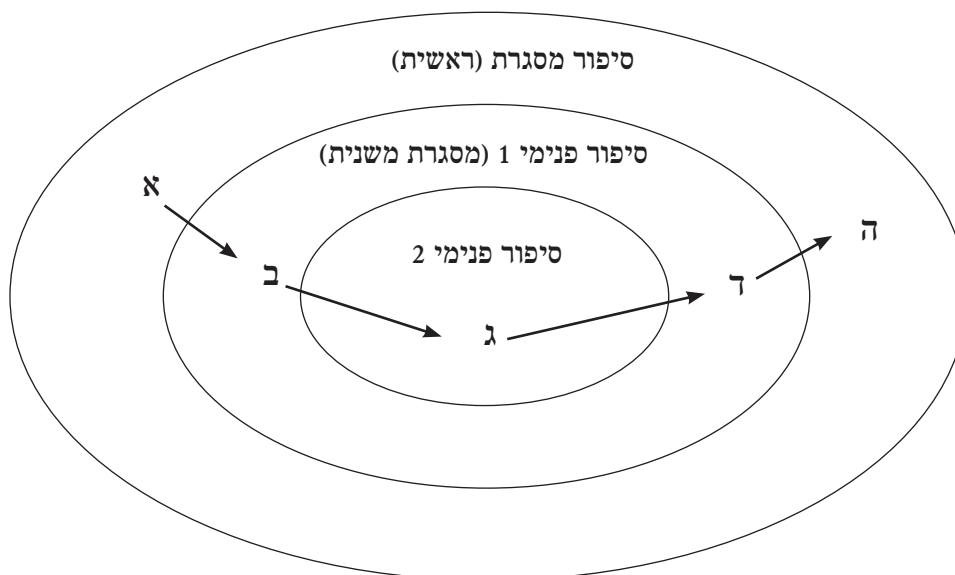 סיפור מסגרת (ראשית)
סיפור פנימי 1 (מסגרת משנית)
סיפור פנימי 2
א
ב
ג
ד
ה